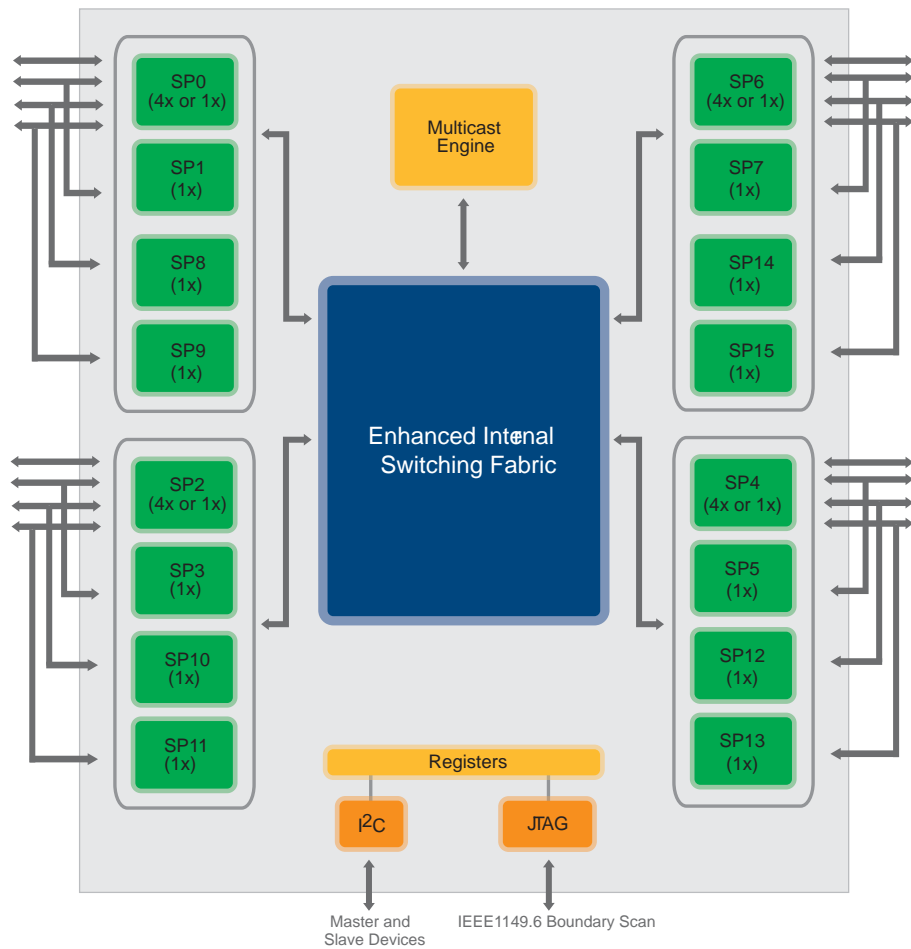 SP0
(4x or 1x)
SP1
(1x)
SP8
(1x)
SP9
(1x)
SP2
(4x or 1x)
SP3
(1x)
SP10
(1x)
SP11
(1x)
Multicast
Engine
Enhanced Internal
Switching Fabric
SP6
(4x or 1x)
SP7
(1x)
SP14
(1x)
SP15
(1x)
SP4
(4x or 1x)
SP5
(1x)
SP12
(1x)
SP13
(1x)
Registers
I²C
JTAG
Master and
Slave Devices
IEEE1149.6 Boundary Scan